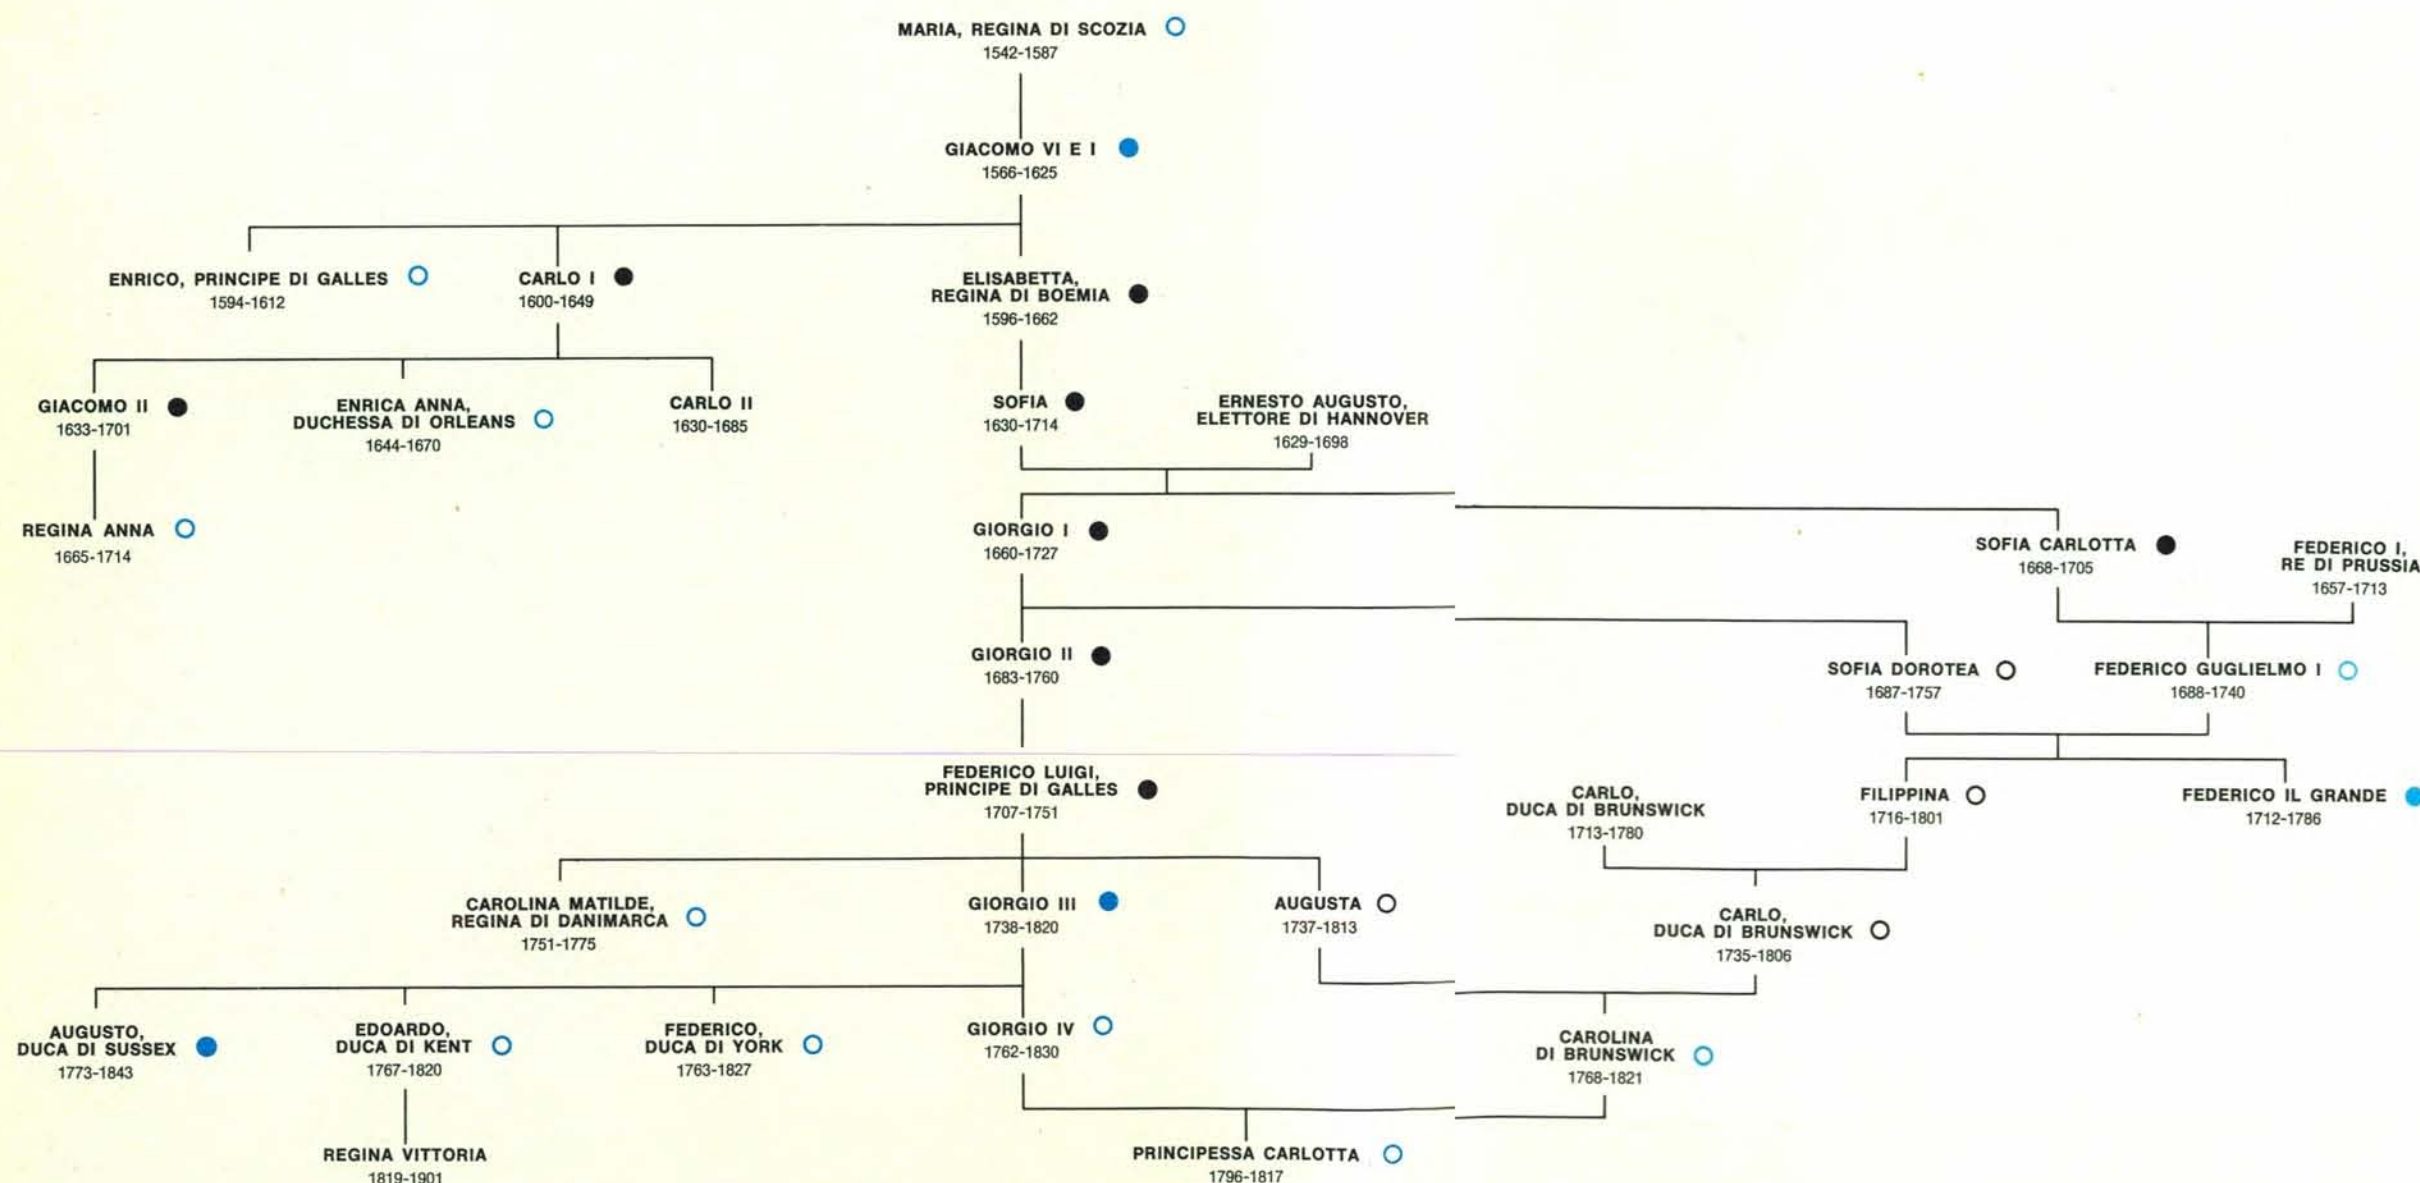 MARIA, REGINA DI SCOZIA
1542-1587
GIACOMO VI E I
1566-1625
ENRICO, PRINCIPE DI GALLES
1594-1612
CARLO I
1600-1649
ELISABETTA,
REGINA DI BOEMIA
1596-1662
GIACOMO II
1633-1701
ENRICA ANNA,
DUCHESSA DI ORLEANS
1644-1670
CARLO II
1630-1685
SOFIA
1630-1714
ERNESTO AUGUSTO,
ELETTORE DI HANNOVER
1629-1698
REGINA ANNA
1665-1714
GIORGIO I
1660-1727
SOFIA CARLOTTA
1668-1705
FEDERICO I,
RE DI PRUSSIA
1657-1713
GIORGIO II
1683-1760
SOFIA DOROTEA
1687-1757
FEDERICO GUGLIELMO I
1688-1740
FEDERICO LUIGI,
PRINCIPE DI GALLES
1707-1751
CARLO,
DUCA DI BRUNSWICK
1713-1780
FILIPPINA
1716-1801
FEDERICO IL GRANDE
1712-1786
CAROLINA MATILDE,
REGINA DI DANIMARCA
1751-1775
GIORGIO III
1738-1820
AUGUSTA
1737-1813
CARLO,
DUCA DI BRUNSWICK
1735-1806
AUGUSTO,
DUCA DI SUSSEX
1773-1843
EDOARDO,
DUCA DI KENT
1767-1820
FEDERICO,
DUCA DI YORK
1763-1827
GIORGIO IV
1762-1830
CAROLINA
DI BRUNSWICK
1768-1821
REGINA VITTORIA
1819-1901
PRINCIPESSA CARLOTTA
1796-1817